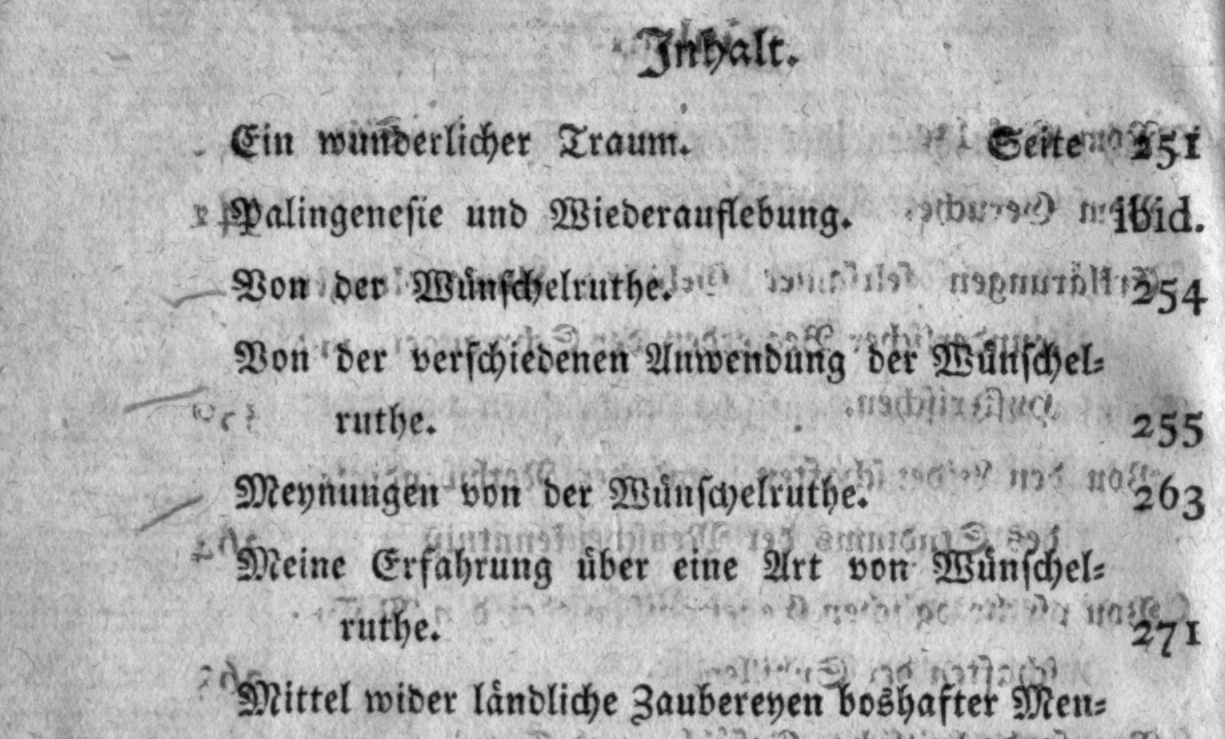 Inhalt.
Ein wunderlicher Traum. Seite 251
Palingenesie und Wiederauflebung. ibid.
Von der Wünschelruthe. 254
Von der verschiedenen Anwendung der Wünschel-
ruthe. 255
Meynungen von der Wünschelruthe. 263
Meine Erfahrung über eine Art von Wünschel-
ruthe. 271
Mittel wider ländliche Zaubereyen boshafter Men-